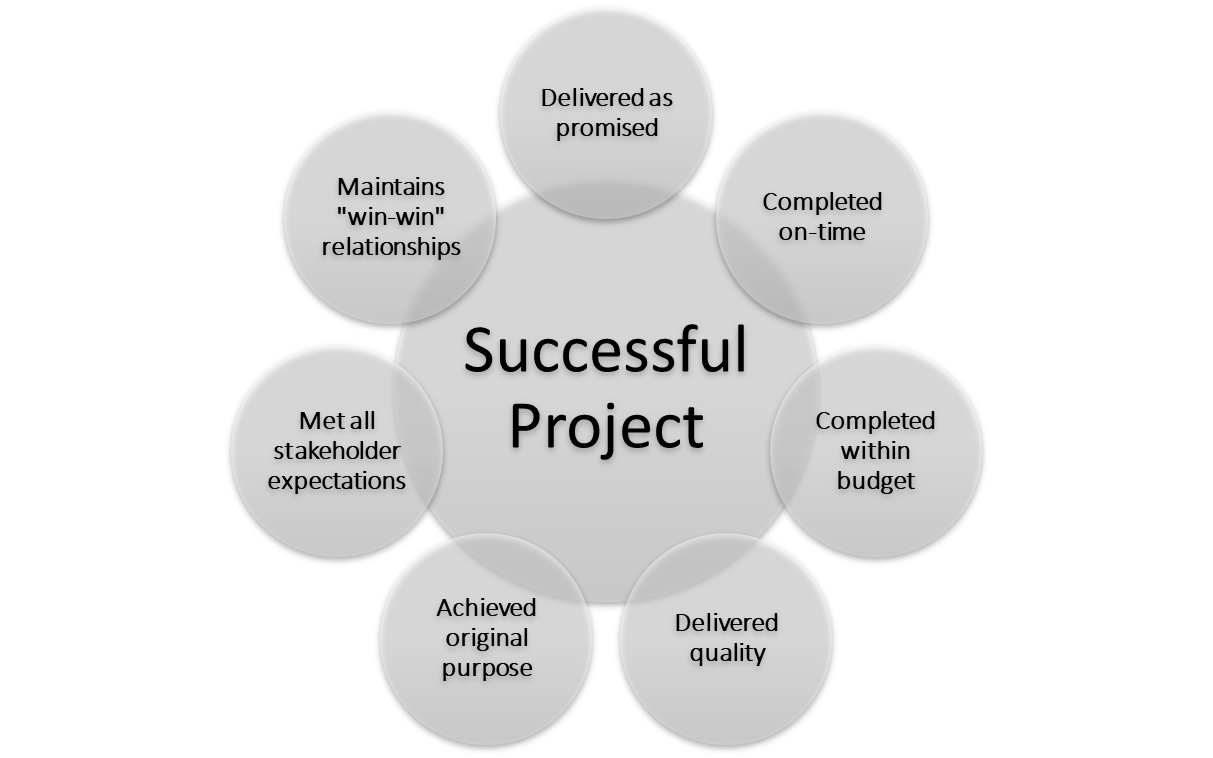 Delivered as
promised
Completed
on-time
Completed
within
budget
Delivered
quality
Achieved
original
purpose
Met all
stakeholder
expectations
Maintains
"win-win"
relationships
Successful
Project